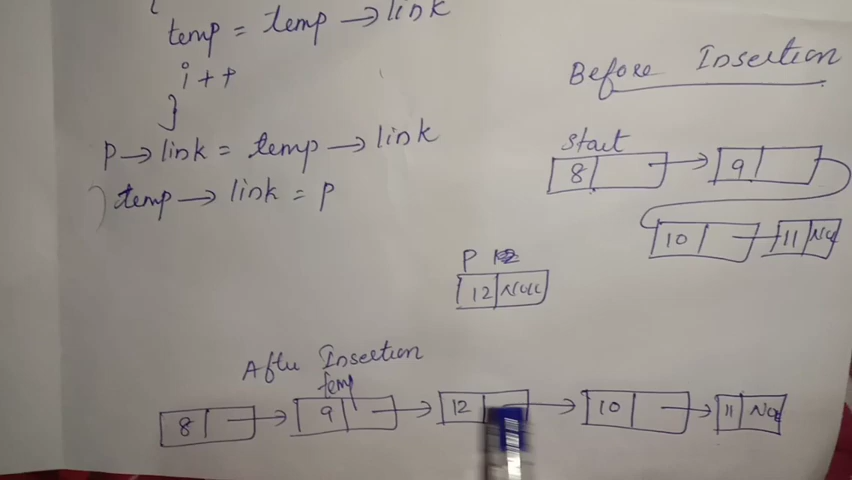 {
temp = temp → link
i++
}
P → link = temp → link
temp → link = p
Before Insertion
Start
8
9
10
11
P
12 NULL
After Insertion
temp
8 9 12 10 11